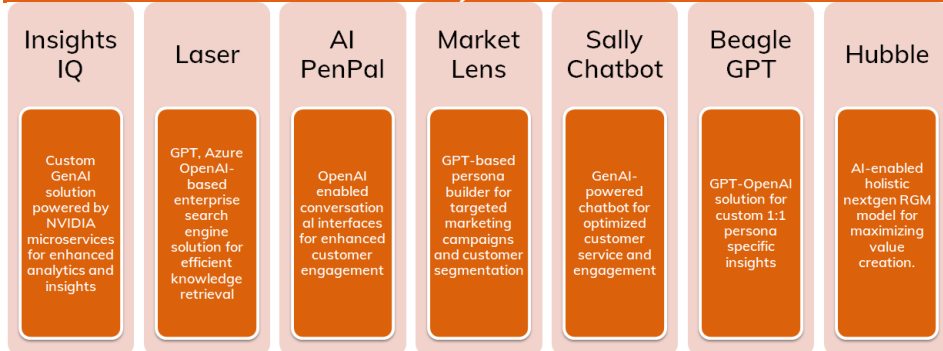 Insights
IQ
Custom
GenAI
solution
powered by
NVIDIA
microservices
for enhanced
analytics and
insights
Laser
GPT, Azure
OpenAI-
based
enterprise
search
engine
solution for
efficient
knowledge
retrieval
AI
PenPal
OpenAI
enabled
conversation
al interfaces
for enhanced
customer
engagement
Market
Lens
GPT-based
persona
builder for
targeted
marketing
campaigns
and customer
segmentation
Sally
Chatbot
GenAI-
powered
chatbot for
optimized
customer
service and
engagement
Beagle
GPT
GPT-OpenAI
solution for
custom 1:1
persona
specific
insights
Hubble
AI-enabled
holistic
nextgen RGM
model for
maximizing
value
creation.